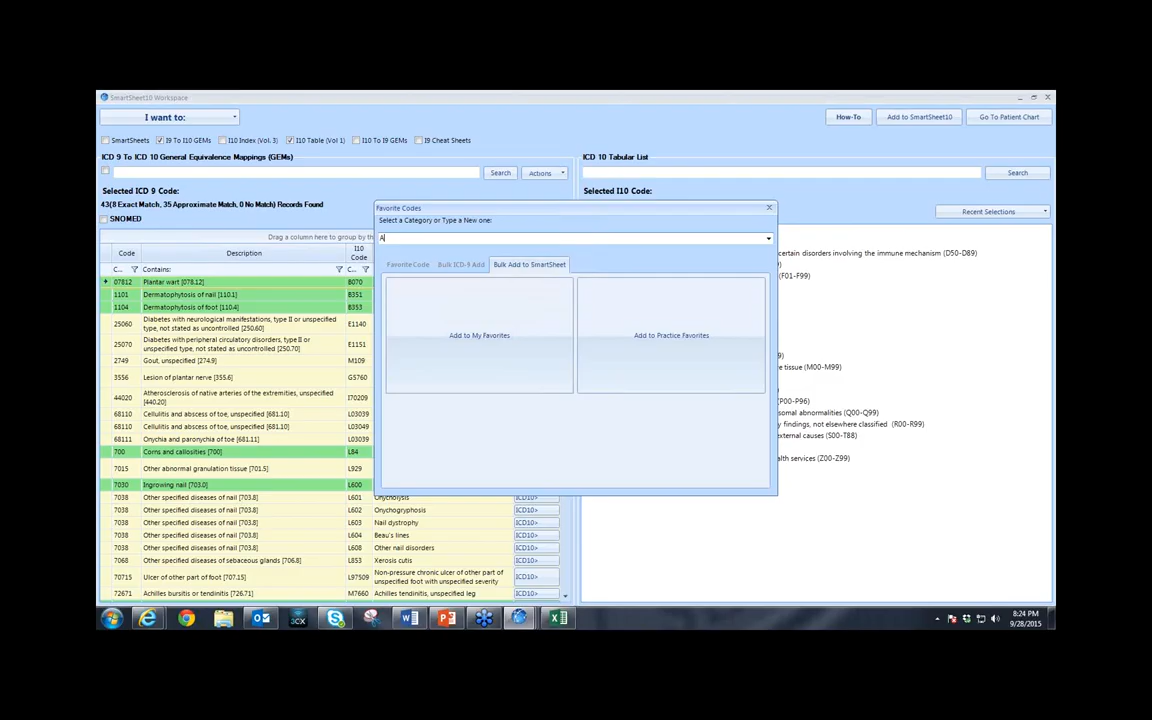 SmartSheet10 Workspace
I want to:
How-To
Add to SmartSheet10
Go To Patient Chart
SmartSheets
I9 To I10 GEMs
I10 Index (Vol. 3)
I10 Table (Vol 1)
I10 To I9 GEMs
I9 Cheat Sheets
ICD 9 To ICD 10 General Equivalence Mappings (GEMs)
Search
Actions
Selected ICD 9 Code:
43(8 Exact Match, 35 Approximate Match, 0 No Match) Records Found
SNOMED
Drag a column here to group by th
Code Description I10 Code
C... Contains: C...
07812 Plantar wart [078.12] B070
1101 Dermatophytosis of nail [110.1] B351
1104 Dermatophytosis of foot [110.4] B353
25060 Diabetes with neurological manifestations, type II or unspecified E1140
type, not stated as uncontrolled [250.60]
25070 Diabetes with peripheral circulatory disorders, type II or E1151
unspecified type, not stated as uncontrolled [250.70]
2749 Gout, unspecified [274.9] M109
3556 Lesion of plantar nerve [355.6] G5760
44020 Atherosclerosis of native arteries of the extremities, unspecified I70209
[440.20]
68110 Cellulitis and abscess of toe, unspecified [681.10] L03039
68110 Cellulitis and abscess of toe, unspecified [681.10] L03049
68111 Onychia and paronychia of toe [681.11] L03039
700 Corns and callosities [700] L84
7015 Other abnormal granulation tissue [701.5] L929
7030 Ingrowing nail [703.0] L600
7038 Other specified diseases of nail [703.8] L601 Onycholysis ICD10>
7038 Other specified diseases of nail [703.8] L602 Onychogryphosis ICD10>
7038 Other specified diseases of nail [703.8] L603 Nail dystrophy ICD10>
7038 Other specified diseases of nail [703.8] L604 Beau's lines ICD10>
7038 Other specified diseases of nail [703.8] L608 Other nail disorders ICD10>
7068 Other specified diseases of sebaceous glands [706.8] L853 Xerosis cutis ICD10>
70715 Ulcer of other part of foot [707.15] L97509 Non-pressure chronic ulcer of other part of ICD10>
unspecified foot with unspecified severity
72671 Achilles bursitis or tendinitis [726.71] M7660 Achilles tendinitis, unspecified leg ICD10>
Favorite Codes
Select a Category or Type a New one:
A
Favorite Code
Bulk ICD-9 Add
Bulk Add to SmartSheet
Add to My Favorites
Add to Practice Favorites
ICD 10 Tabular List
Search
Selected I10 Code:
Recent Selections
certain disorders involving the immune mechanism (D50-D89)
(F01-F99)
9)
e tissue (M00-M99)
(P00-P96)
somal abnormalities (Q00-Q99)
y findings, not elsewhere classified (R00-R99)
external causes (S00-T88)
alth services (Z00-Z99)
3CX
8:24 PM
9/28/2015